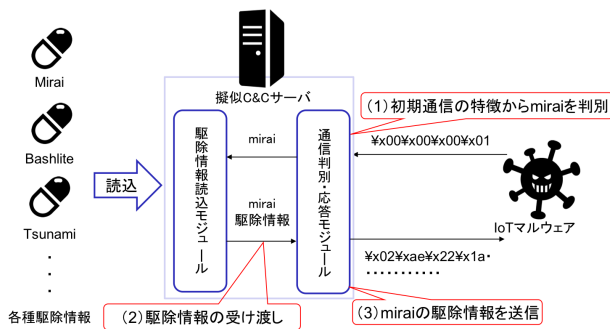 Mirai
Bashlite
Tsunami
・
・
・
各種駆除情報
読込
擬似C&Cサーバ
駆除情報読込モジュール
mirai
mirai
駆除情報
通信判別・応答モジュール
(1)初期通信の特徴からmiraiを判別
¥x00¥x00¥x00¥x01
IoTマルウェア
¥x02¥xae¥x22¥x1a・
・・・・・・・・・・
(2)駆除情報の受け渡し
(3)miraiの駆除情報を送信